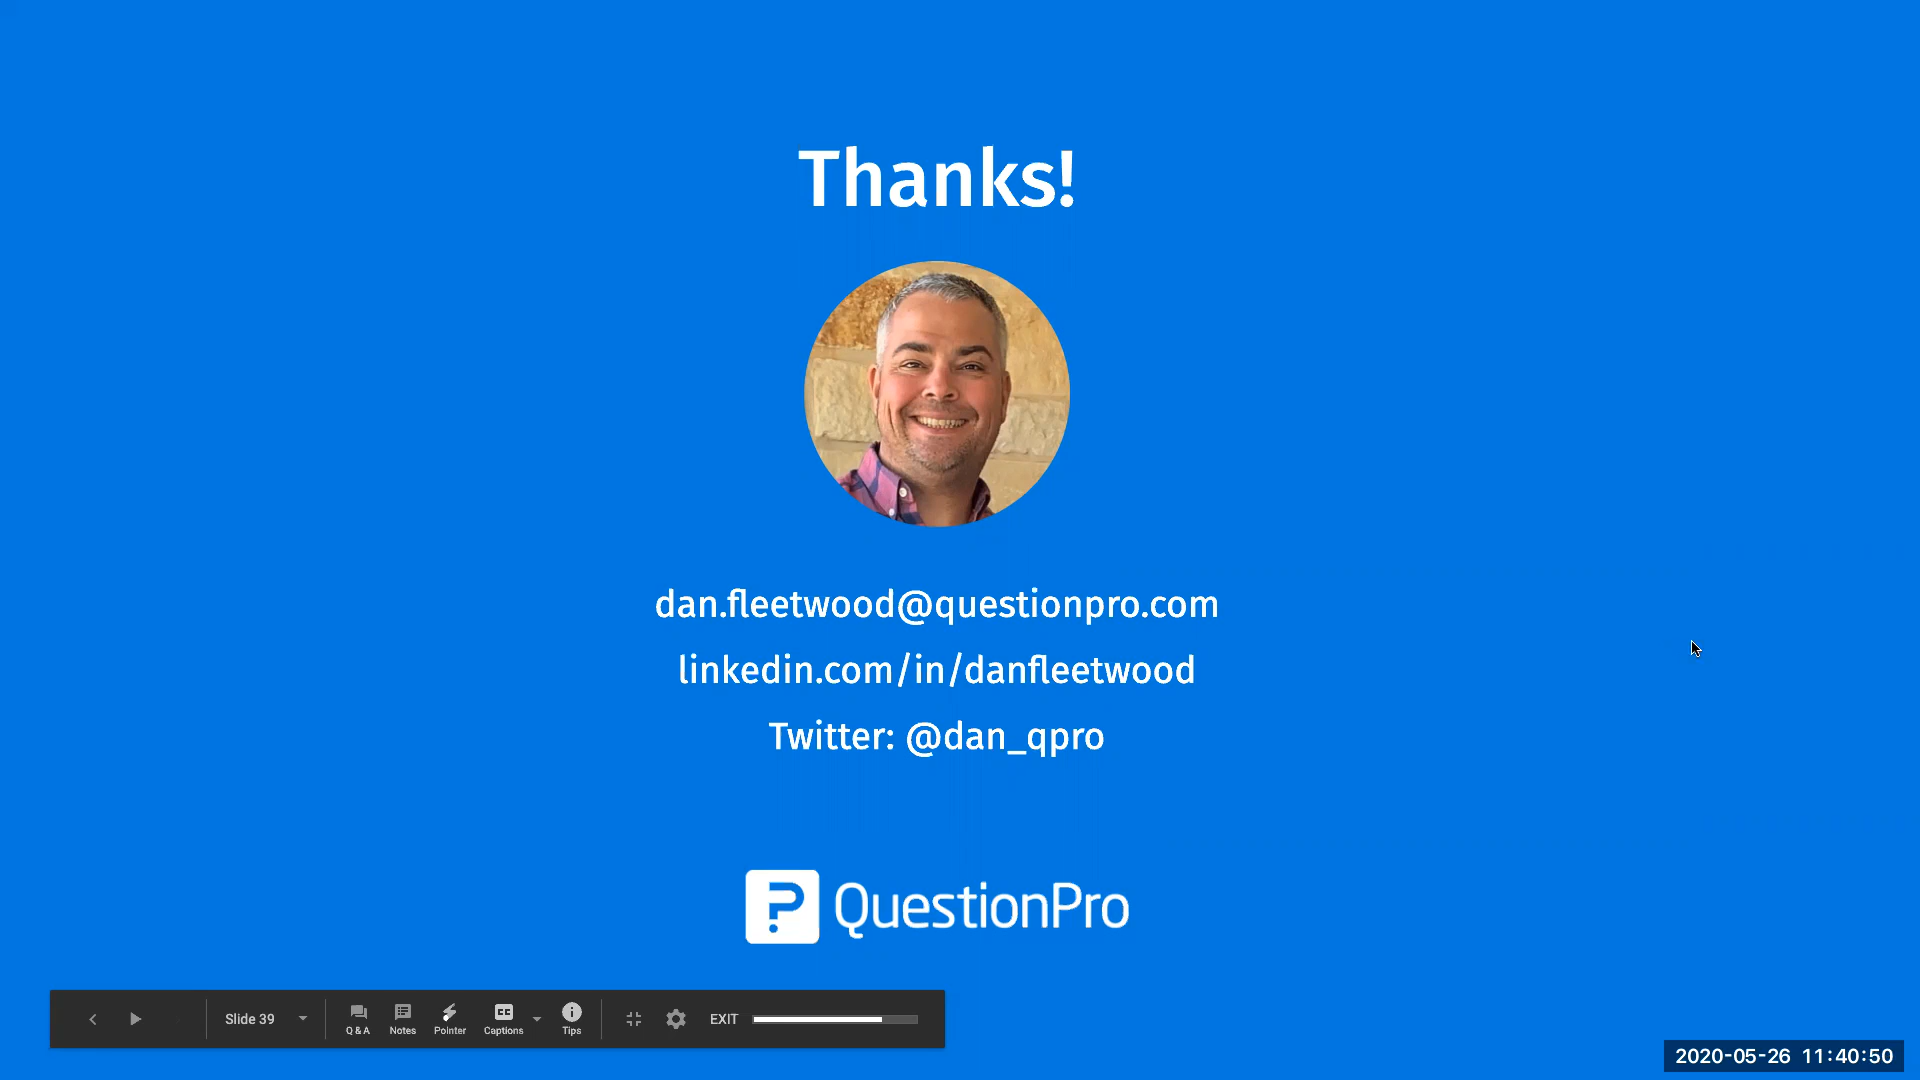 Thanks!
dan.fleetwood@questionpro.com
linkedin.com/in/danfleetwood
Twitter: @dan_qpro
QuestionPro
Slide 39
Q & A
Notes
Pointer
CC
Captions
Tips
EXIT
2020-05-26 11:40:50